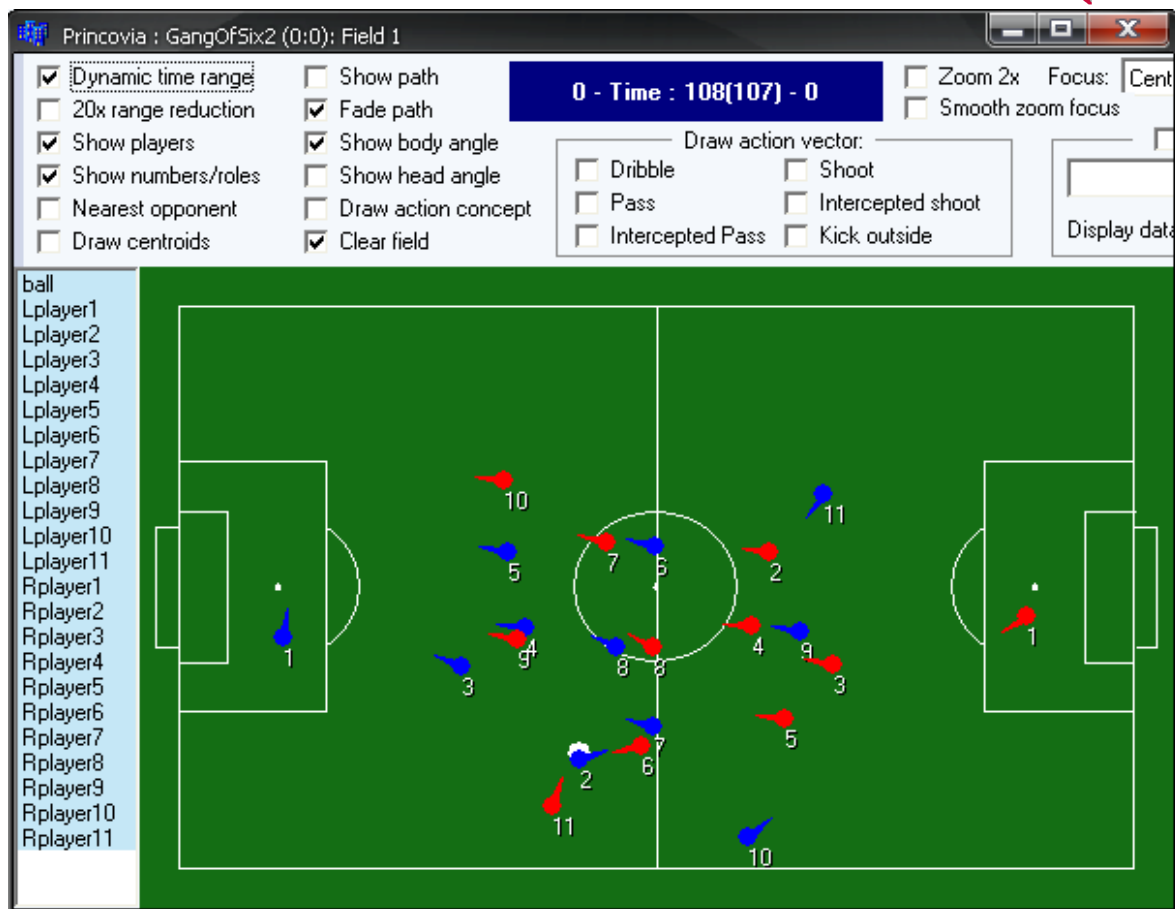 Princovia : GangOfSix2 (0:0): Field 1
Dynamic time range
20x range reduction
Show players
Show numbers/roles
Nearest opponent
Draw centroids
Show path
Fade path
Show body angle
Show head angle
Draw action concept
Clear field
0 - Time : 108(107) - 0
Draw action vector:
Dribble
Pass
Intercepted Pass
Shoot
Intercepted shoot
Kick outside
Zoom 2x
Focus:
Cent
Smooth zoom focus
Display data
ball
Lplayer1
Lplayer2
Lplayer3
Lplayer4
Lplayer5
Lplayer6
Lplayer7
Lplayer8
Lplayer9
Lplayer10
Lplayer11
Rplayer1
Rplayer2
Rplayer3
Rplayer4
Rplayer5
Rplayer6
Rplayer7
Rplayer8
Rplayer9
Rplayer10
Rplayer11
10
11
7
6
5
2
1
4
9
8
8
4
9
1
3
3
7
5
6
2
11
10